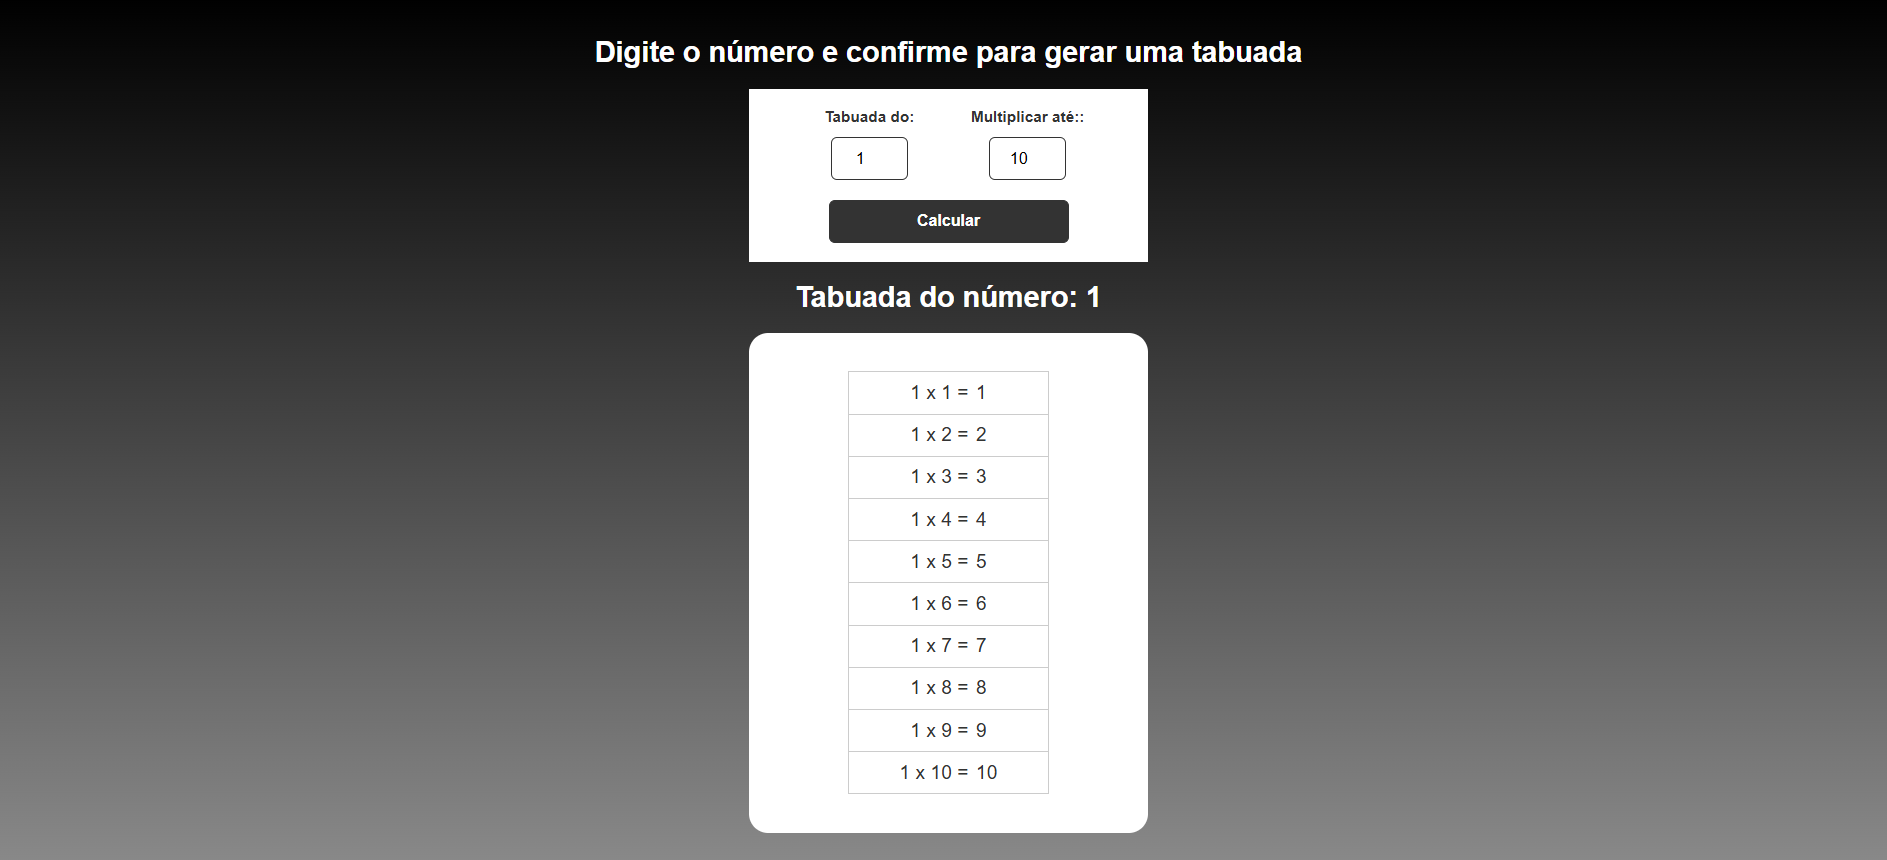 Digite o número e confirme para gerar uma tabuada
Tabuada do: Multiplicar até::
1 10
Calcular
Tabuada do número: 1
1 x 1 = 1
1 x 2 = 2
1 x 3 = 3
1 x 4 = 4
1 x 5 = 5
1 x 6 = 6
1 x 7 = 7
1 x 8 = 8
1 x 9 = 9
1 x 10 = 10